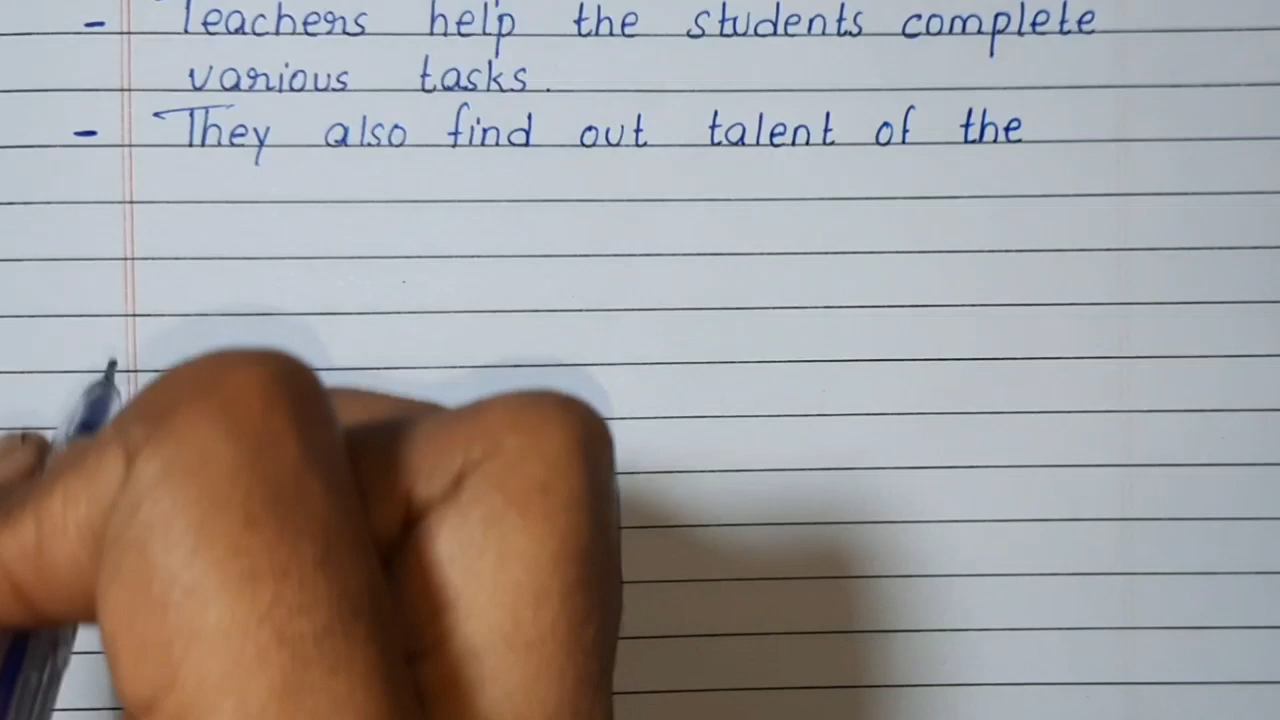 - Teachers help the students complete
various tasks.
- They also find out talent of the